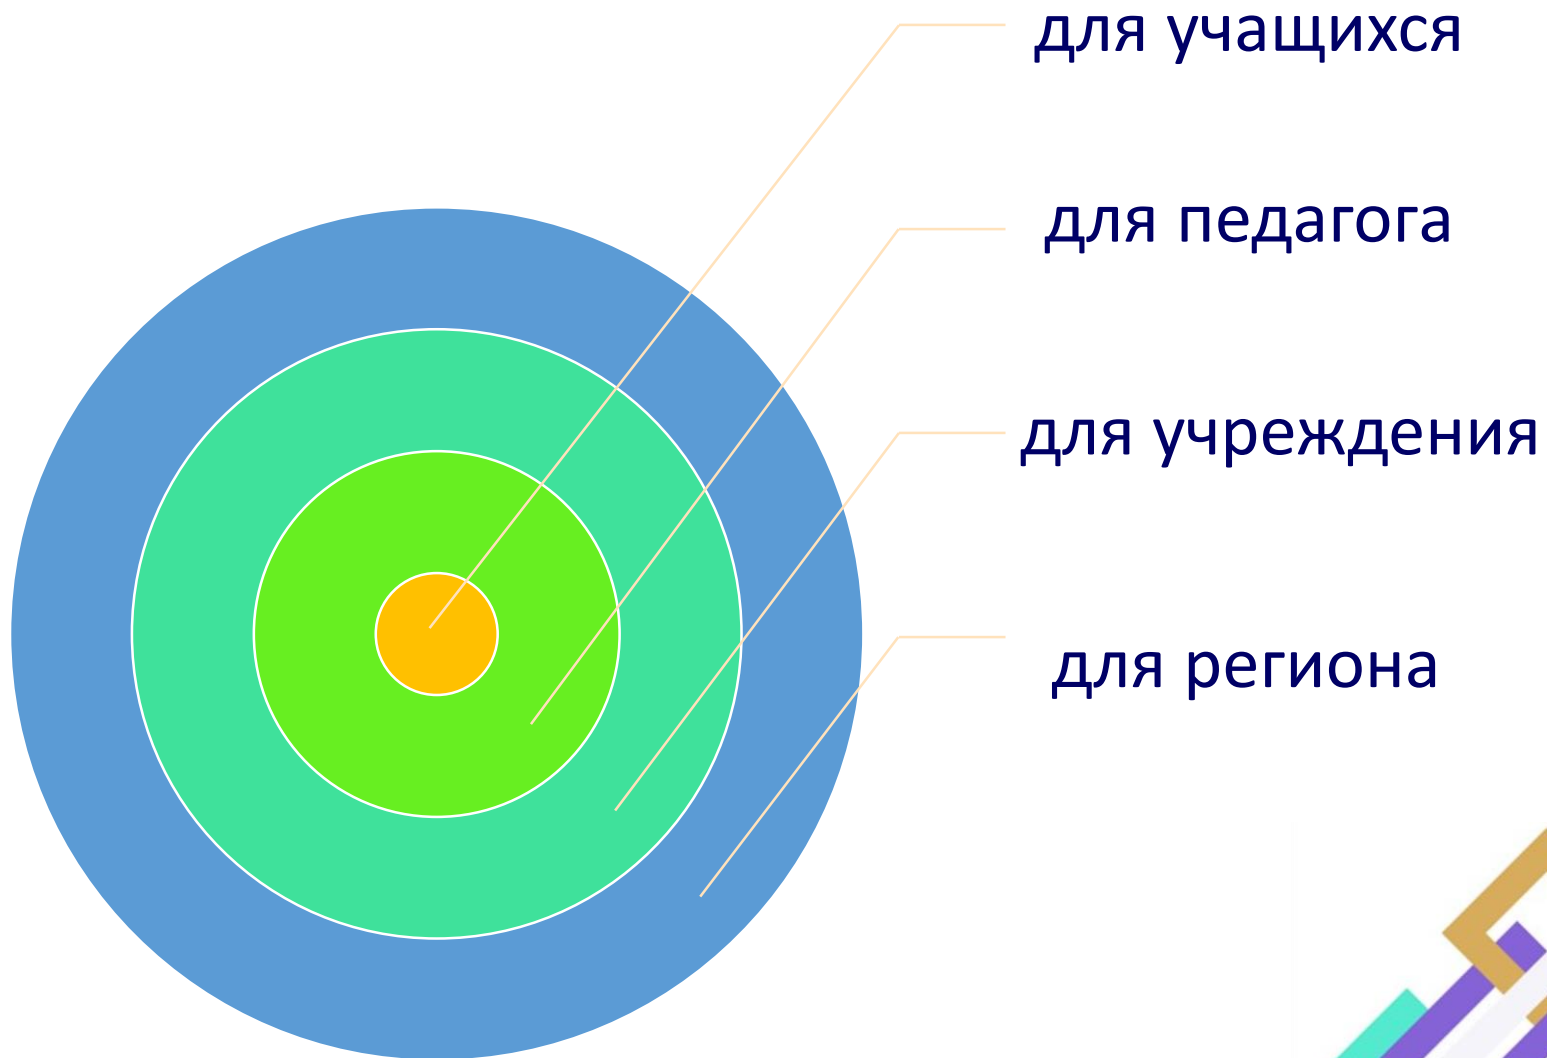 для учащихся
для педагога
для учреждения
для региона